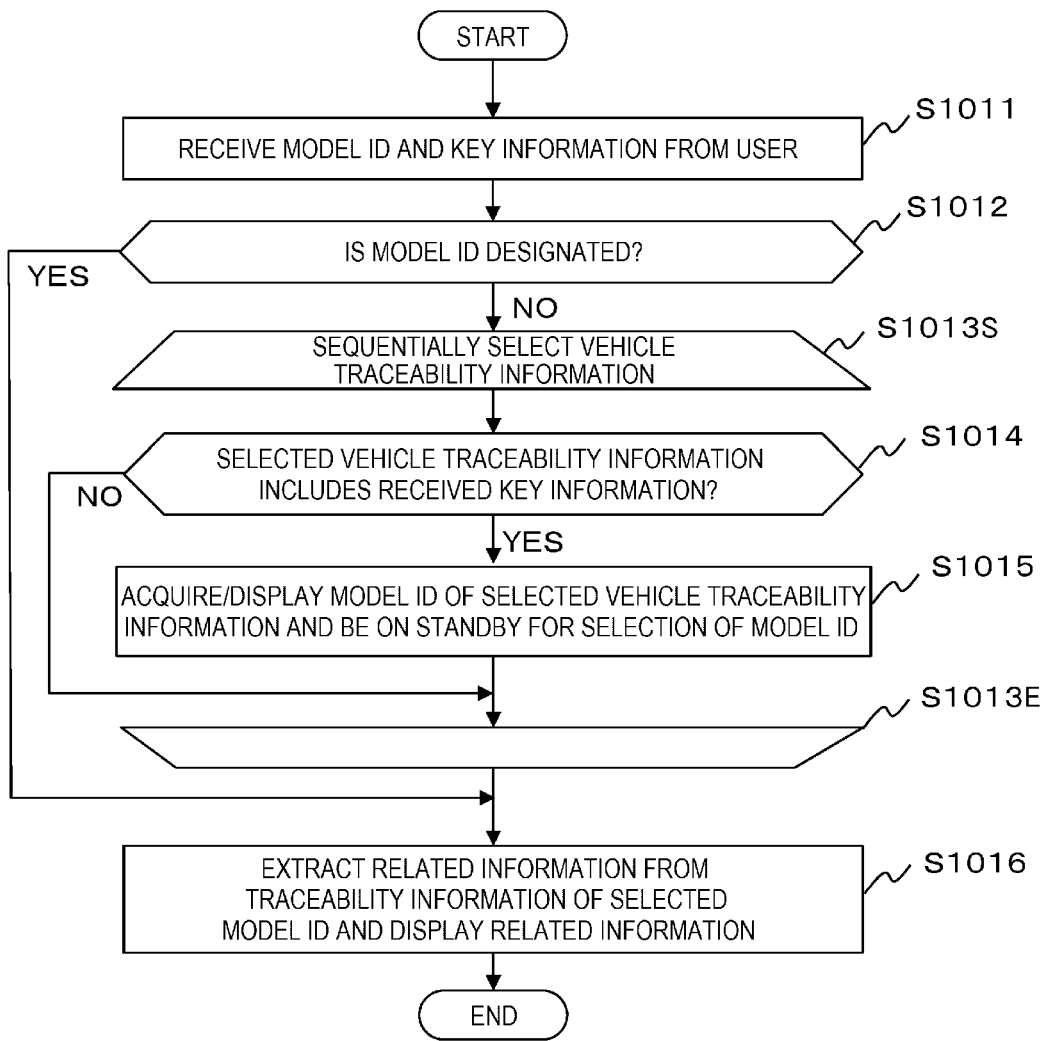 START
S1011
RECEIVE MODEL ID AND KEY INFORMATION FROM USER
S1012
IS MODEL ID DESIGNATED?
YES
NO
S1013S
SEQUENTIALLY SELECT VEHICLE
TRACEABILITY INFORMATION
S1014
SELECTED VEHICLE TRACEABILITY INFORMATION
INCLUDES RECEIVED KEY INFORMATION?
NO
YES
S1015
ACQUIRE/DISPLAY MODEL ID OF SELECTED VEHICLE TRACEABILITY
INFORMATION AND BE ON STANDBY FOR SELECTION OF MODEL ID
S1013E
S1016
EXTRACT RELATED INFORMATION FROM
TRACEABILITY INFORMATION OF SELECTED
MODEL ID AND DISPLAY RELATED INFORMATION
END